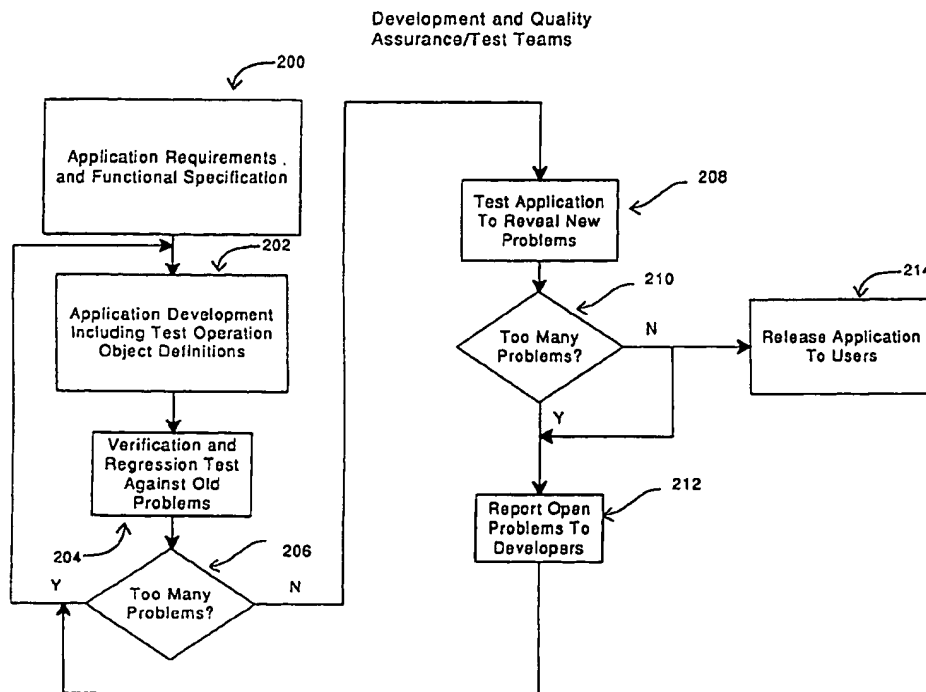 Development and Quality
Assurance/Test Teams
200
Application Requirements .
and Functional Specification
202
Application Development
Including Test Operation
Object Definitions
Verification and
Regression Test
Against Old
Problems
204
206
Y
Too Many
Problems?
N
208
Test Application
To Reveal New
Problems
210
Too Many
Problems?
N
Y
214
Release Application
To Users
212
Report Open
Problems To
Developers